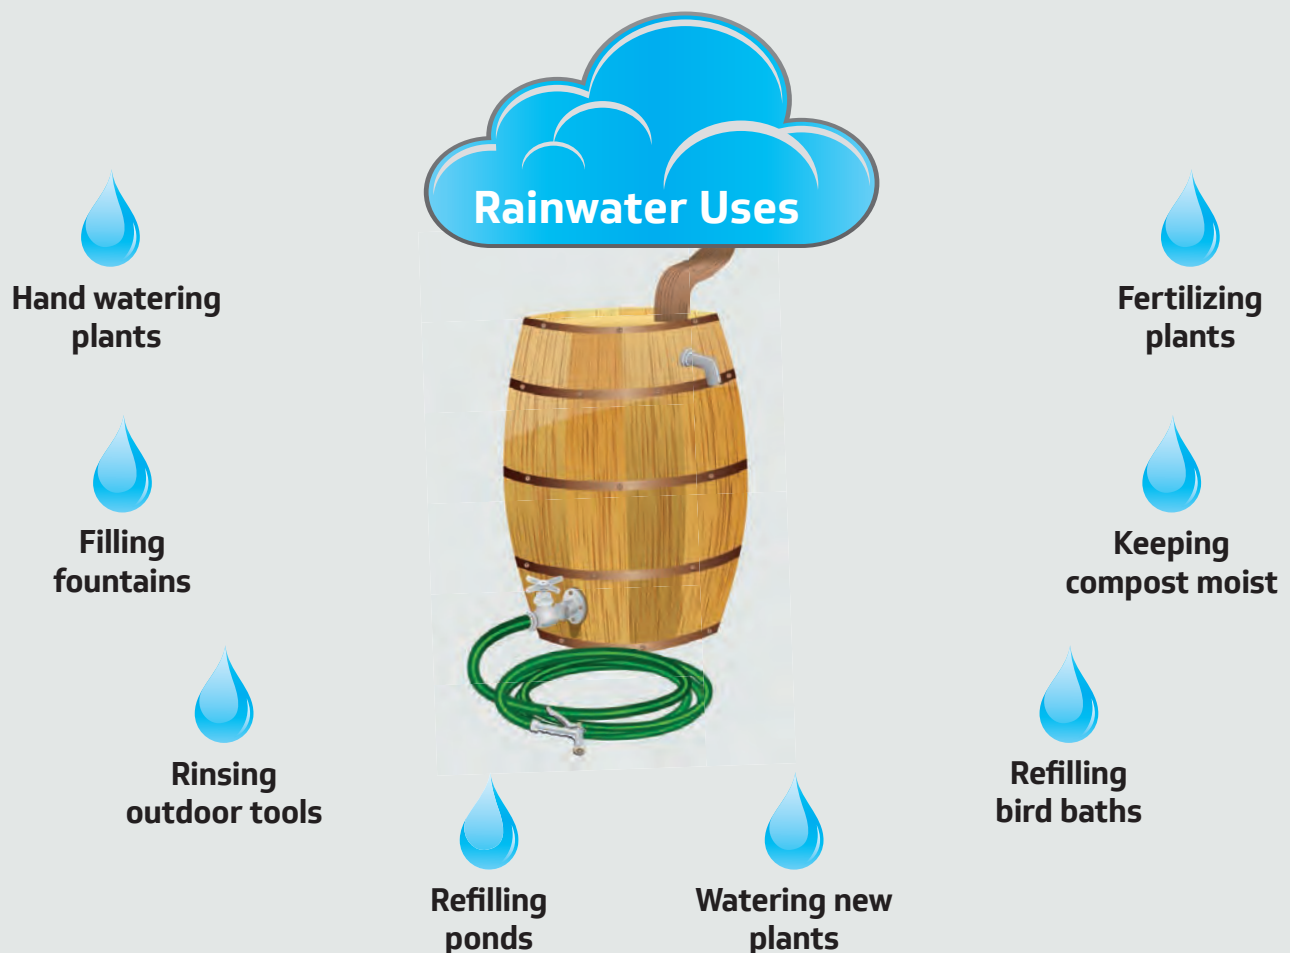 Rainwater Uses
Hand watering
plants
Filling
fountains
Rinsing
outdoor tools
Refilling
ponds
Watering new
plants
Refilling
bird baths
Keeping
compost moist
Fertilizing
plants